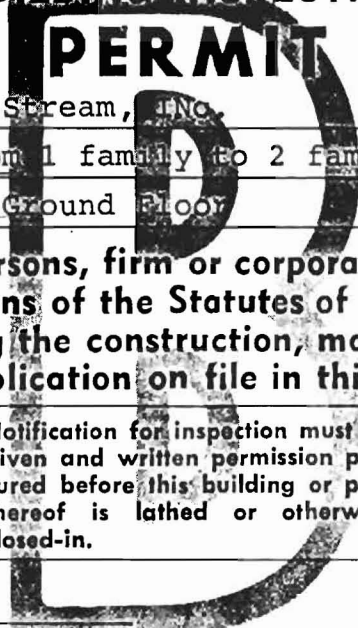 PERMIT
Stream, INc.
m 1 family to 2 fam
Ground Floor
rsons, firm or corpora
ns of the Statutes of
the construction, ma
plication on file in thi
otification for inspection must
iven and written permission p
ured before this building or p
hereof is lathed or otherw
losed-in.